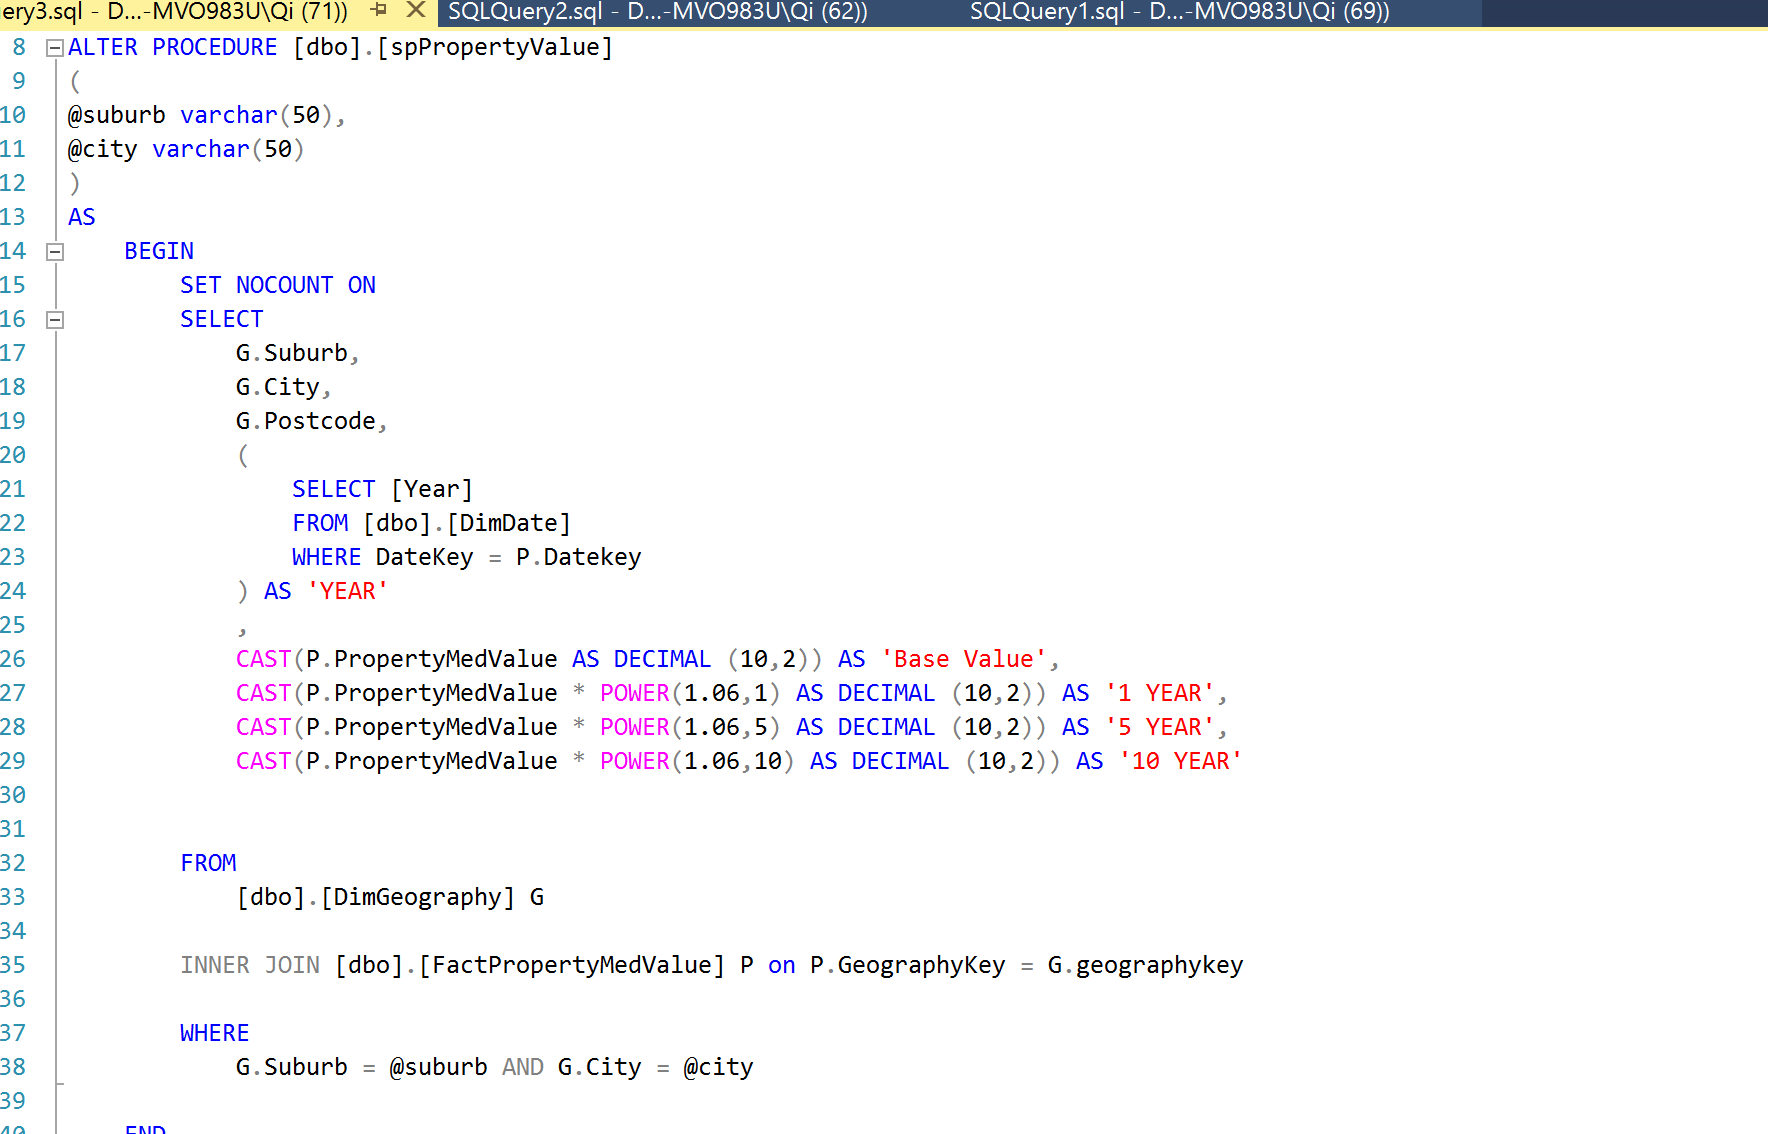 ery3.sql - D...-MVO983U\Qi (71)) SQLQuery2.sql - D...-MVO983U\Qi (62)) SQLQuery1.sql - D...-MVO983U\Qi (69))
8 ALTER PROCEDURE [dbo].[spPropertyValue]
9 (
10 @suburb varchar(50),
11 @city varchar(50)
12 )
13 AS
14 BEGIN
15 SET NOCOUNT ON
16 SELECT
17 G.Suburb,
18 G.City,
19 G.Postcode,
20 (
21 SELECT [Year]
22 FROM [dbo].[DimDate]
23 WHERE DateKey = P.Datekey
24 ) AS 'YEAR'
25 ,
26 CAST(P.PropertyMedValue AS DECIMAL (10,2)) AS 'Base Value',
27 CAST(P.PropertyMedValue * POWER(1.06,1) AS DECIMAL (10,2)) AS '1 YEAR',
28 CAST(P.PropertyMedValue * POWER(1.06,5) AS DECIMAL (10,2)) AS '5 YEAR',
29 CAST(P.PropertyMedValue * POWER(1.06,10) AS DECIMAL (10,2)) AS '10 YEAR'
30
31
32 FROM
33 [dbo].[DimGeography] G
34
35 INNER JOIN [dbo].[FactPropertyMedValue] P on P.GeographyKey = G.geographykey
36
37 WHERE
38 G.Suburb = @suburb AND G.City = @city
39
40 END